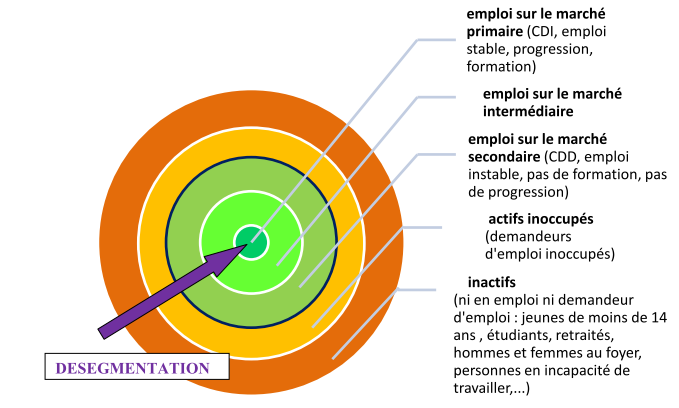 emploi sur le marché
primaire (CDI, emploi
stable, progression,
formation)
emploi sur le marché
intermédiaire
emploi sur le marché
secondaire (CDD, emploi
instable, pas de formation, pas
de progression)
actifs inoccupés
(demandeurs
d'emploi inoccupés)
inactifs
(ni en emploi ni demandeur
d'emploi : jeunes de moins de 14
ans , étudiants, retraités,
hommes et femmes au foyer,
personnes en incapacité de
travailler,...)
DESEGMENTATION